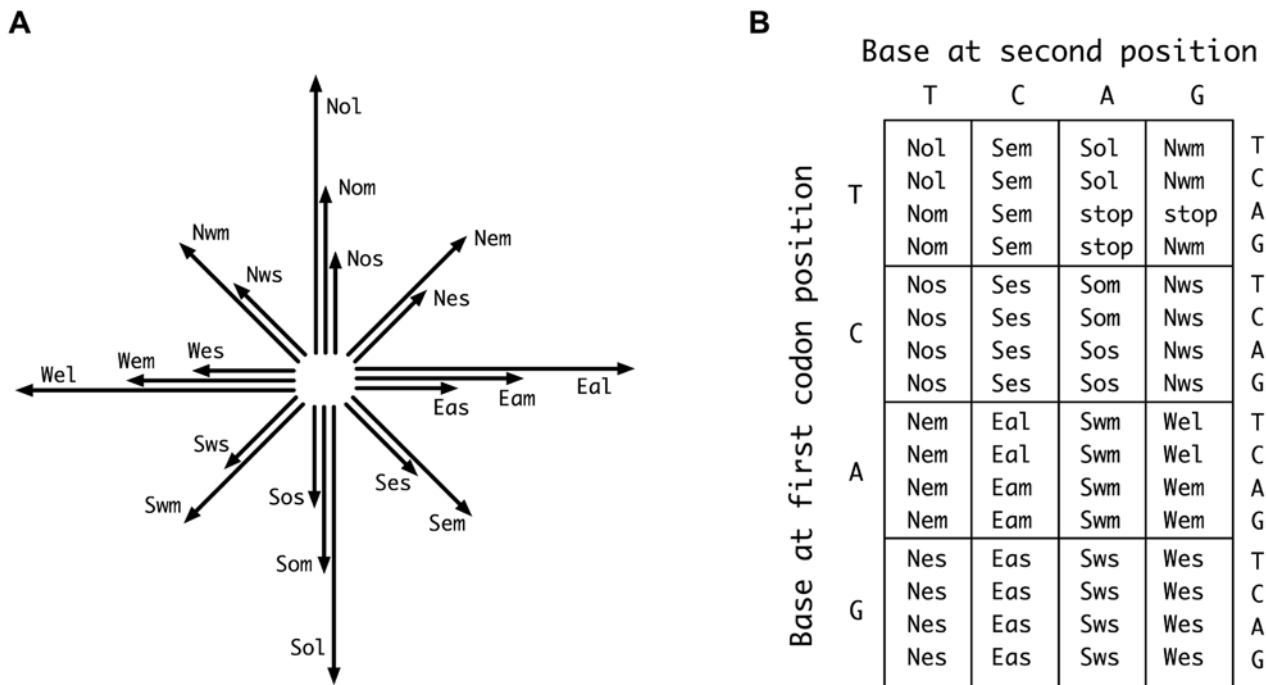 A
Nol
Nom
Nwm
Nem
Nos
Nws
Nes
Wes
Wem
Wel
Eal
Eam
Eas
Sws
Ses
Sos
Swm
Sem
Som
Sol
B
Base at second position
T C A G
Base at first codon position
T
Nol Sem Sol Nwm T
Nol Sem Sol Nwm C
Nom Sem stop stop A
Nom Sem stop Nwm G
C
Nos Ses Som Nws T
Nos Ses Som Nws C
Nos Ses Sos Nws A
Nos Ses Sos Nws G
A
Nem Eal Swm Wel T
Nem Eal Swm Wel C
Nem Eam Swm Wem A
Nem Eam Swm Wem G
G
Nes Eas Sws Wes T
Nes Eas Sws Wes C
Nes Eas Sws Wes A
Nes Eas Sws Wes G